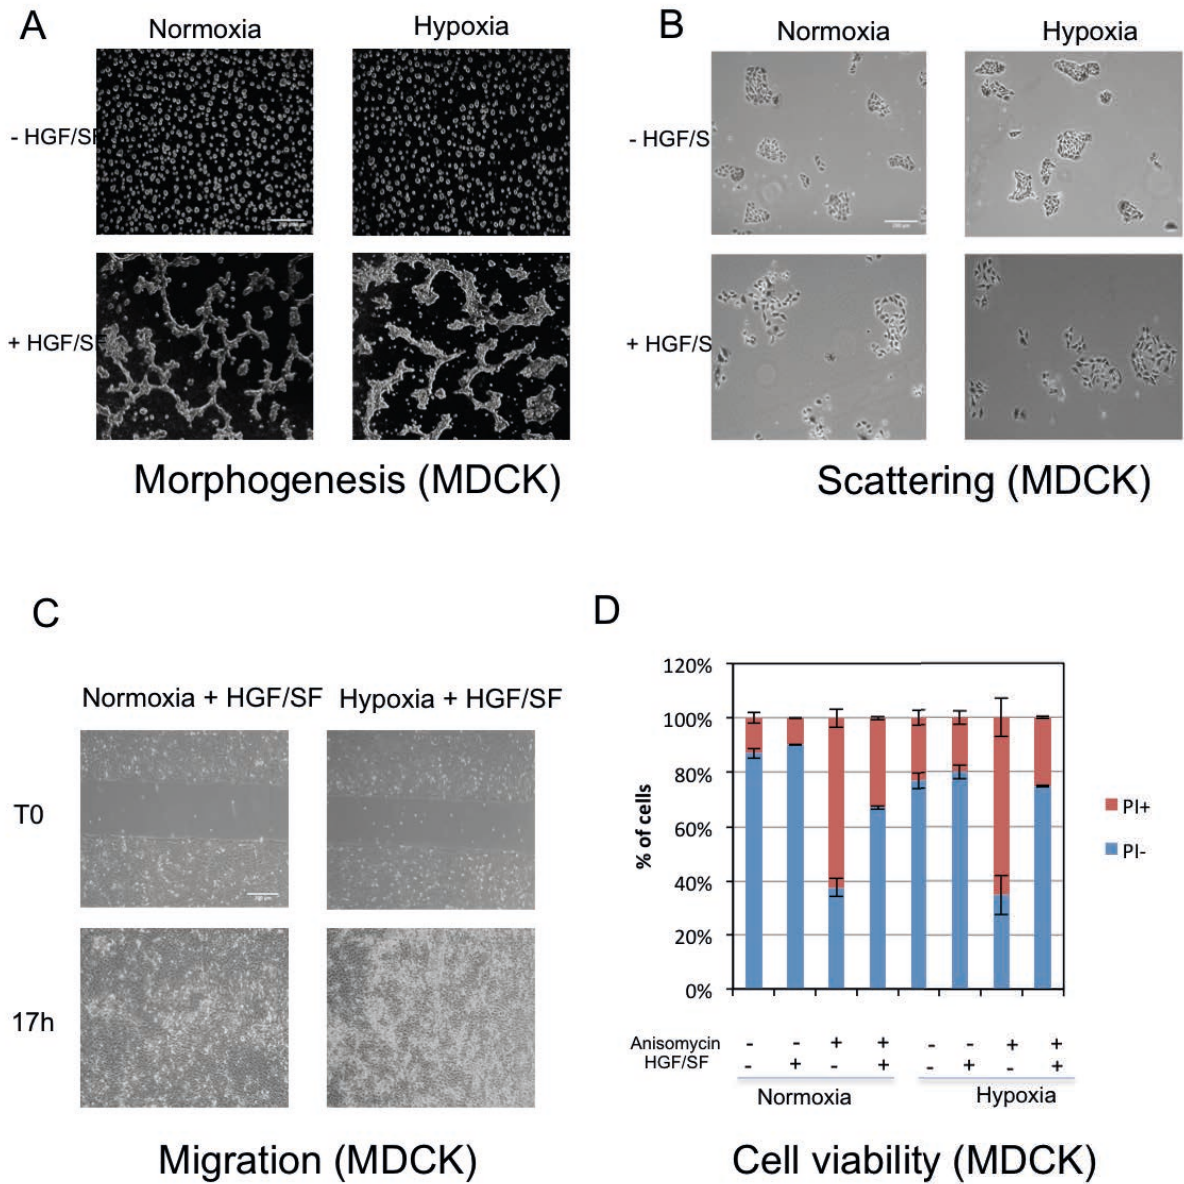 A
Normoxia
Hypoxia
- HGF/SF
+ HGF/SF
Morphogenesis (MDCK)
B
Normoxia
Hypoxia
- HGF/S
+ HGF/S
Scattering (MDCK)
C
Normoxia + HGF/SF
Hypoxia + HGF/SF
T0
17h
Migration (MDCK)
D
120%
100%
80%
60%
40%
20%
0%
% of cells
PI+
PI-
Anisomycin - - + + - - + +
HGF/SF - + - + - + - +
Normoxia
Hypoxia
Cell viability (MDCK)